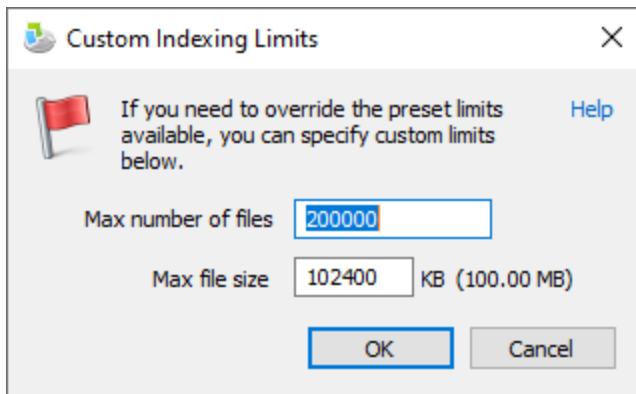 Custom Indexing Limits
If you need to override the preset limits
available, you can specify custom limits
below.
Help
Max number of files 200000
Max file size 102400 KB (100.00 MB)
OK Cancel